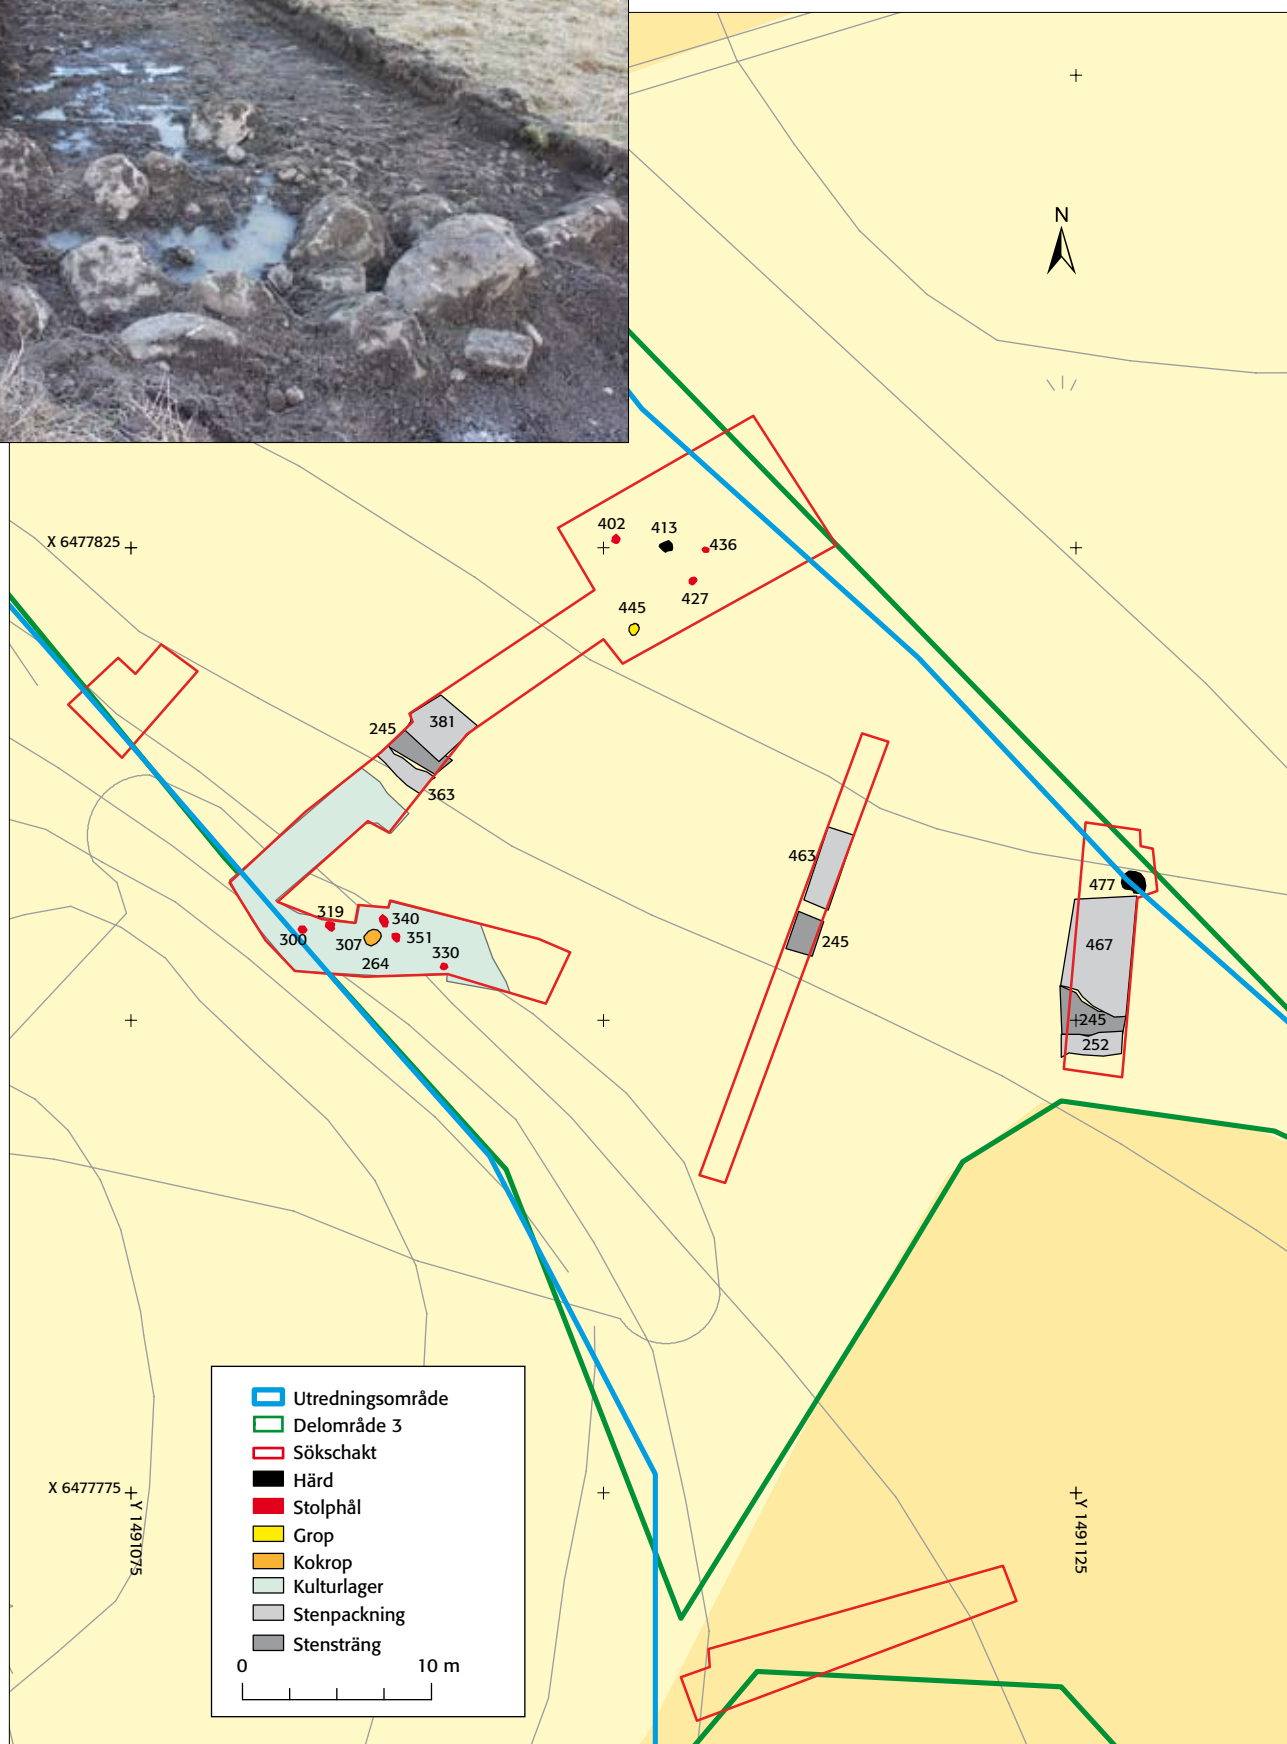 N
402
413
436
X 6477825
427
445
245
381
363
463
477
319
340
300
307
351
245
467
264
330
245
252
Utredningsområde
Delområde 3
Sökschakt
Härd
X 6477775
Stolphål
Y 1491075
Y 1491125
Grop
Kokrop
Kulturlager
Stenpackning
Stensträng
0 10 m